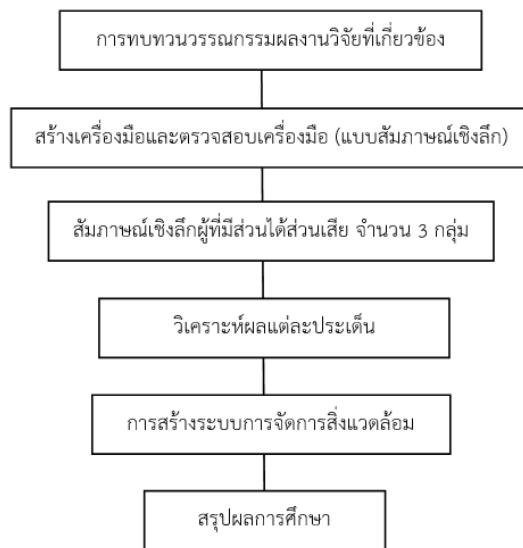 การทบทวนวรรณกรรมผลงานวิจัยที่เกี่ยวข้อง
สร้างเครื่องมือและตรวจสอบเครื่องมือ (แบบสัมภาษณ์เชิงลึก)
สัมภาษณ์เชิงลึกผู้ที่มีส่วนได้ส่วนเสีย จำนวน 3 กลุ่ม
วิเคราะห์ผลแต่ละประเด็น
การสร้างระบบการจัดการสิ่งแวดล้อม
สรุปผลการศึกษา